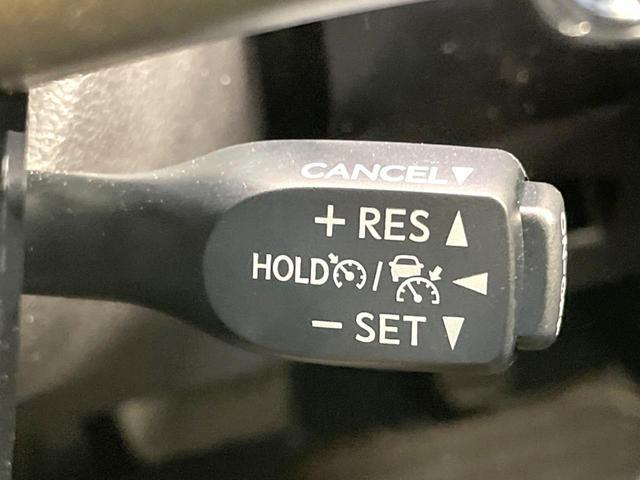 CANCEL▼
+ RES ▲
HOLD / ◀
− SET ▼